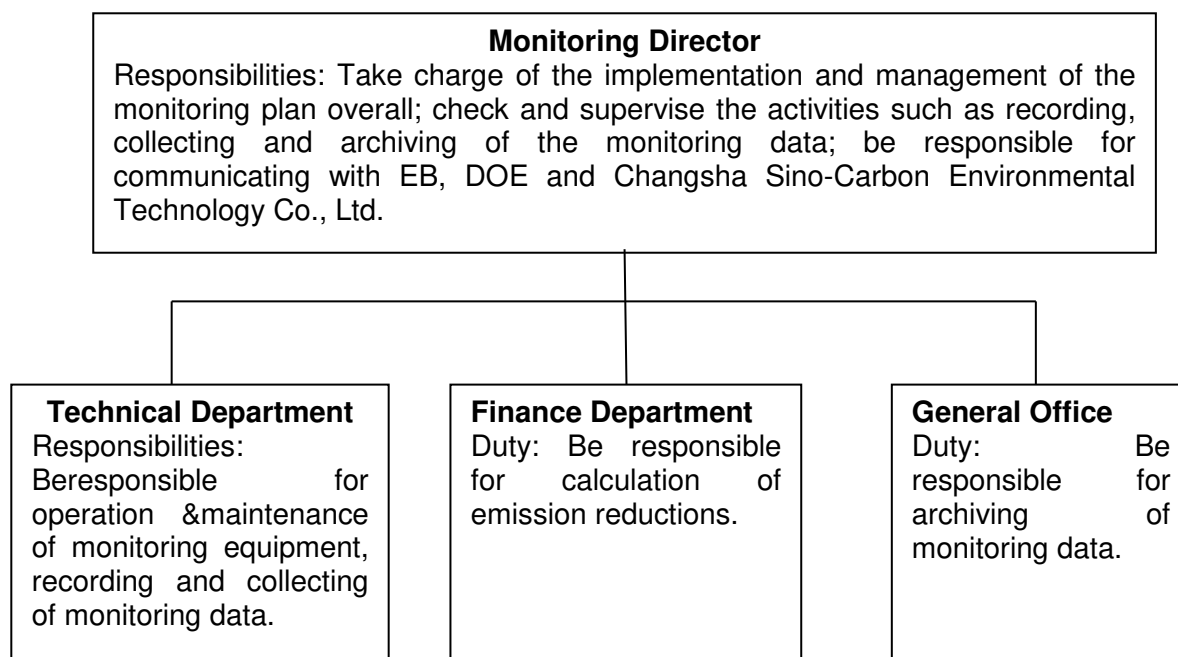 Monitoring Director
Responsibilities: Take charge of the implementation and management of the
monitoring plan overall; check and supervise the activities such as recording,
collecting and archiving of the monitoring data; be responsible for
communicating with EB, DOE and Changsha Sino-Carbon Environmental
Technology Co., Ltd.
Technical Department
Responsibilities:
Beresponsible for
operation &maintenance
of monitoring equipment,
recording and collecting
of monitoring data.
Finance Department
Duty: Be responsible
for calculation of
emission reductions.
General Office
Duty: Be
responsible for
archiving of
monitoring data.